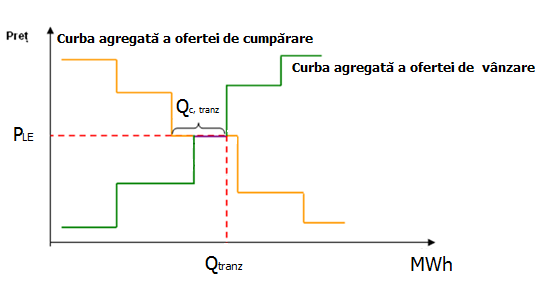 Preț
Curba agregată a ofertei de cumpărare
Curba agregată a ofertei de vânzare
Qc, tranz
PLE
Qtranz
MWh